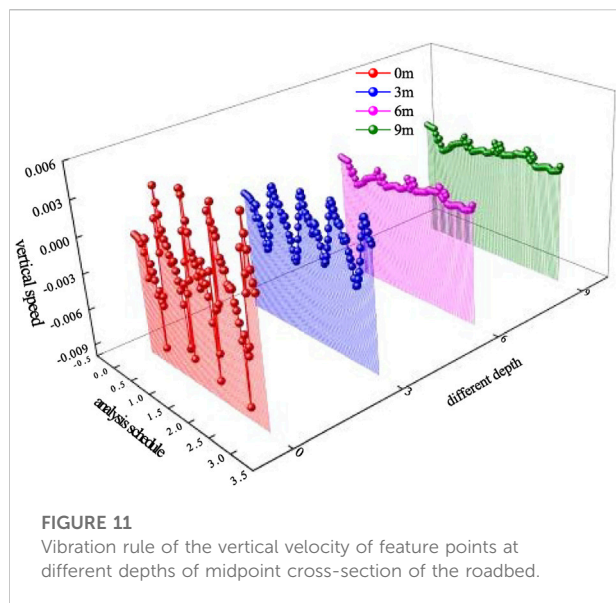 0m
3m
6m
9m
0.006
0.003
0.000
-0.003
-0.006
-0.009
vertical speed
-0.5
0.0
0.5
1.0
1.5
2.0
2.5
3.0
3.5
analysis schedule
0
3
6
9
different depth
FIGURE 11
Vibration rule of the vertical velocity of feature points at
different depths of midpoint cross-section of the roadbed.